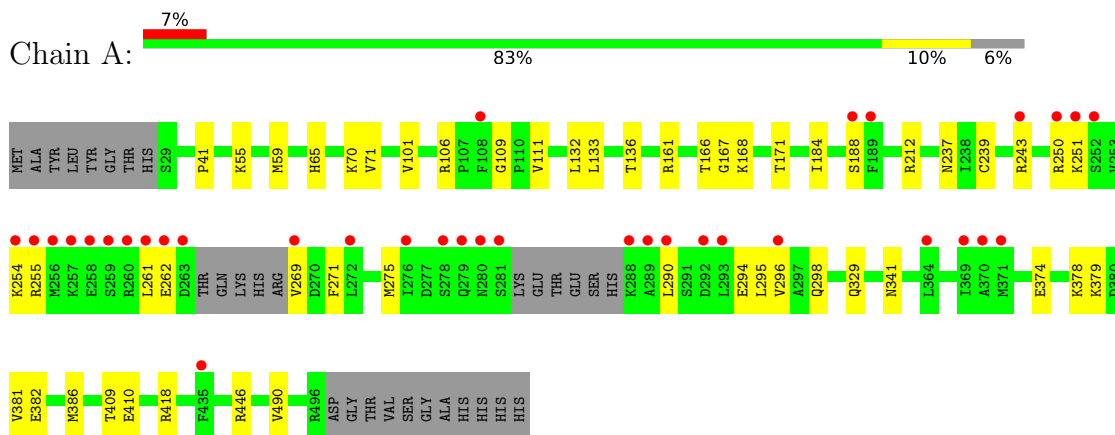 7%
Chain A:
83% 10% 6%
MET ALA TYR LEU TYR GLY THR HIS S29 P41 K55 M59 H65 K70 V71 V101 R106 P107 F108 G109 P110 V111 L132 L133 T136 R161 T166 G167 K168 T171 I184 S188 F189 R212 N237 I238 C239 R243 R250 K251 S252 V253
K254 R255 M256 K257 E258 S259 R260 L261 E262 D263 THR GLN LYS HIS ARG V269 D270 F271 L272 M275 I276 D277 S278 Q279 N280 S281 LYS GLU THR GLU SER HIS K288 A289 L290 S291 D292 L293 E294 L295 V296 A297 Q298 Q329 N341 L364 I369 A370 M371 E374 K378 K379 D380
V381 E382 M386 T409 E410 R418 F435 R446 V490 R496 ASP GLY THR VAL SER GLY ALA HIS HIS HIS HIS